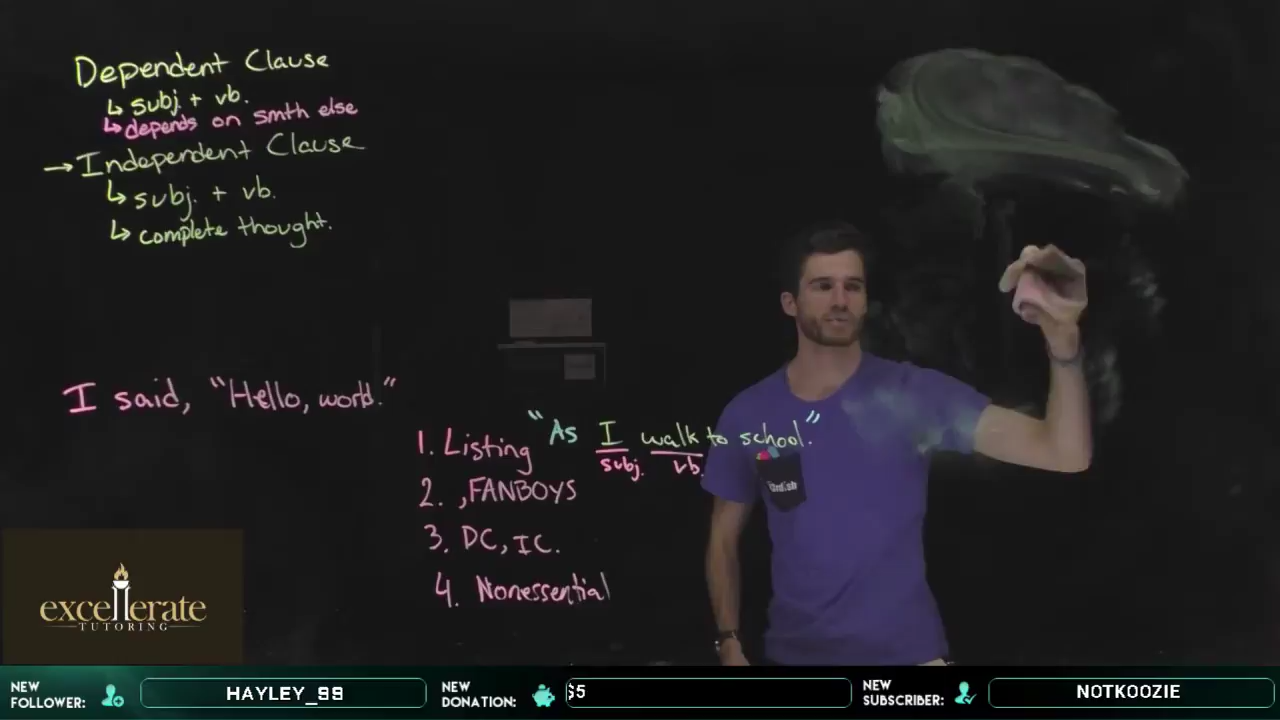 Dependent Clause
↳ subj. + vb.
↳ depends on smth else
→ Independent Clause
↳ subj. + vb.
↳ complete thought.
I said, "Hello, world."
"As I walk to school."
subj. vb.
1. Listing
2. , FANBOYS
3. DC, IC.
4. Nonessential
excellerate
TUTORING
NEW FOLLOWER:
HAYLEY_99
NEW DONATION:
$5
NEW SUBSCRIBER:
NOTKOOZIE